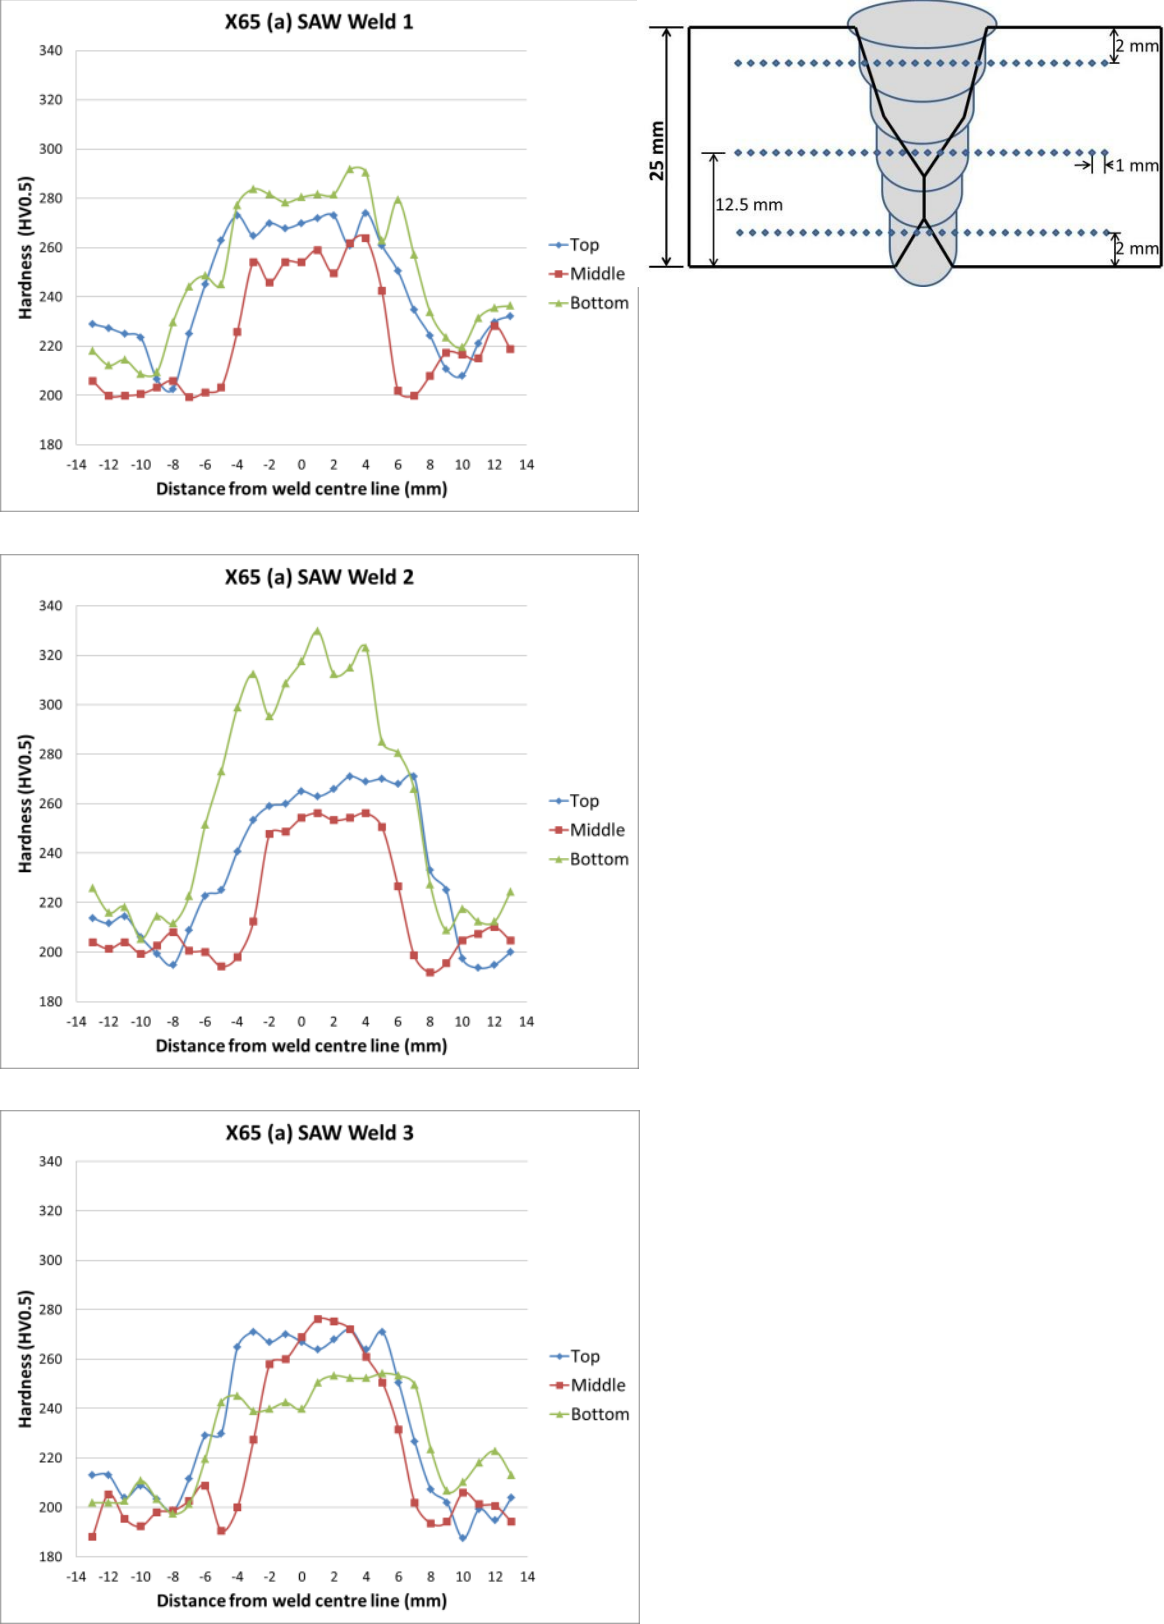 X65 (a) SAW Weld 1
340
320
300
280
260
240
220
200
180
Hardness (HV0.5)
-14 -12 -10 -8 -6 -4 -2 0 2 4 6 8 10 12 14
Distance from weld centre line (mm)
Top
Middle
Bottom
2 mm
25 mm
12.5 mm
1 mm
2 mm
X65 (a) SAW Weld 2
340
320
300
280
260
240
220
200
180
Hardness (HV0.5)
-14 -12 -10 -8 -6 -4 -2 0 2 4 6 8 10 12 14
Distance from weld centre line (mm)
Top
Middle
Bottom
X65 (a) SAW Weld 3
340
320
300
280
260
240
220
200
180
Hardness (HV0.5)
-14 -12 -10 -8 -6 -4 -2 0 2 4 6 8 10 12 14
Distance from weld centre line (mm)
Top
Middle
Bottom